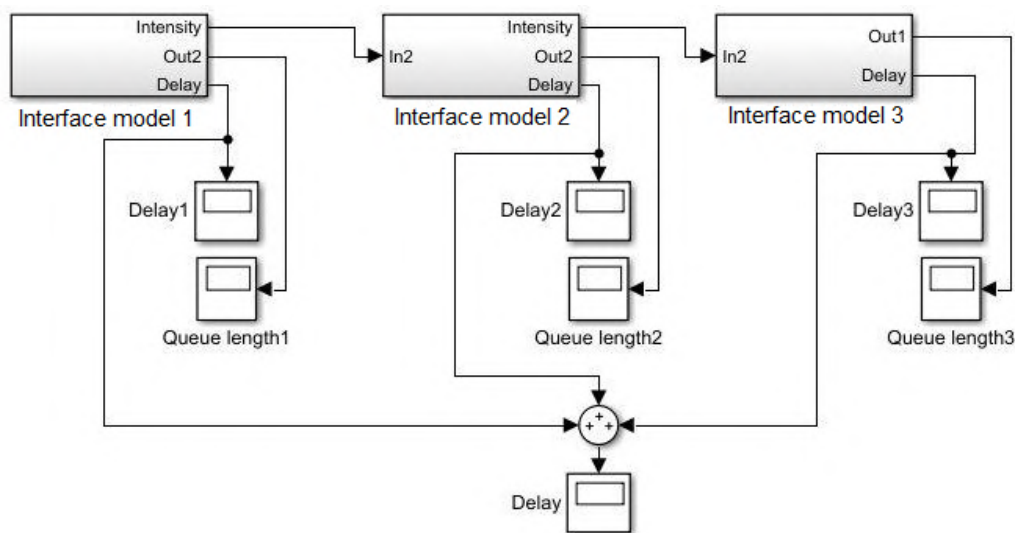 Intensity
Out2
Delay
Interface model 1
In2
Intensity
Out2
Delay
Interface model 2
In2
Out1
Delay
Interface model 3
Delay1
Delay2
Delay3
Queue length1
Queue length2
Queue length3
+ + +
Delay